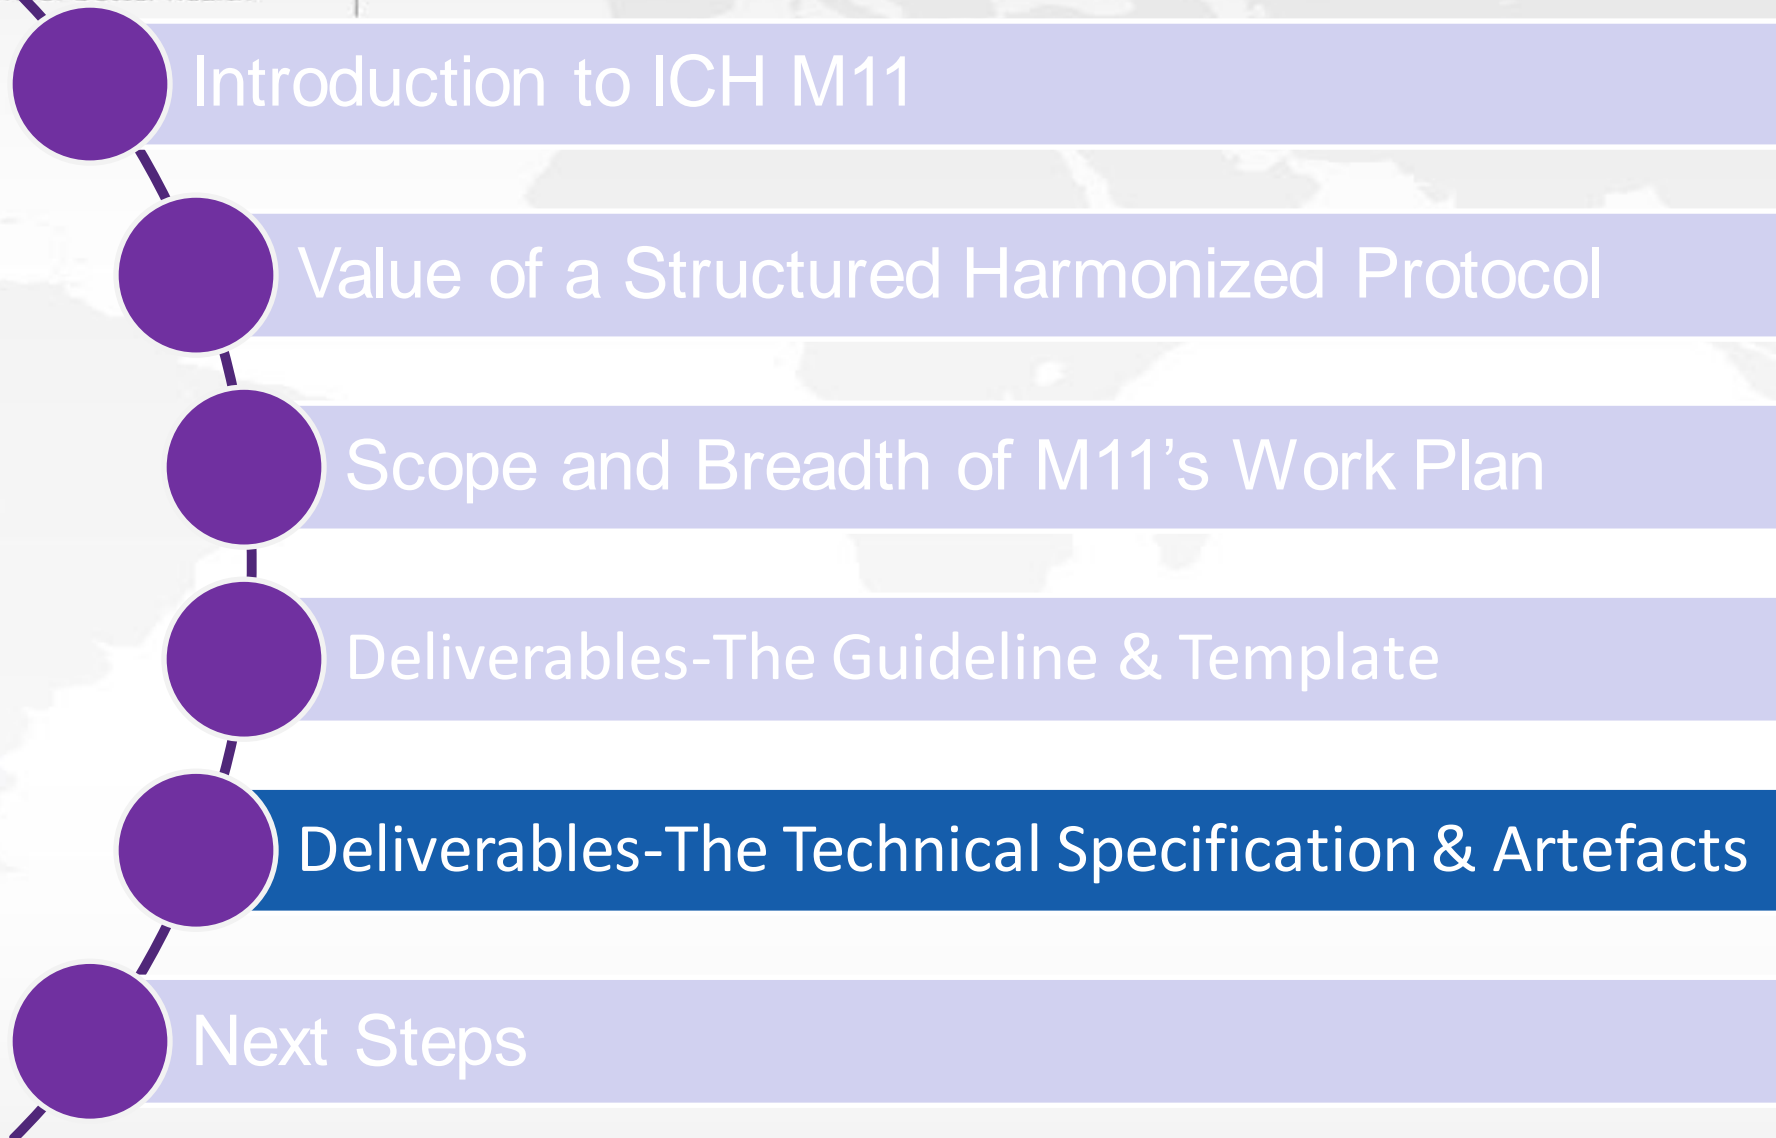 Introduction to ICH M11
Value of a Structured Harmonized Protocol
Scope and Breadth of M11’s Work Plan
Deliverables-The Guideline & Template
Deliverables-The Technical Specification & Artefacts
Next Steps